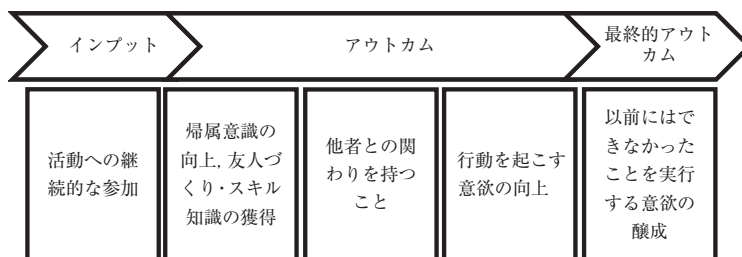 インプット
アウトカム
最終的アウト
カム
活動への継
続的な参加
帰属意識の
向上, 友人づ
くり・スキル
知識の獲得
他者との関
わりを持つ
こと
行動を起こす
意欲の向上
以前にはで
きなかった
ことを実行
する意欲の
醸成